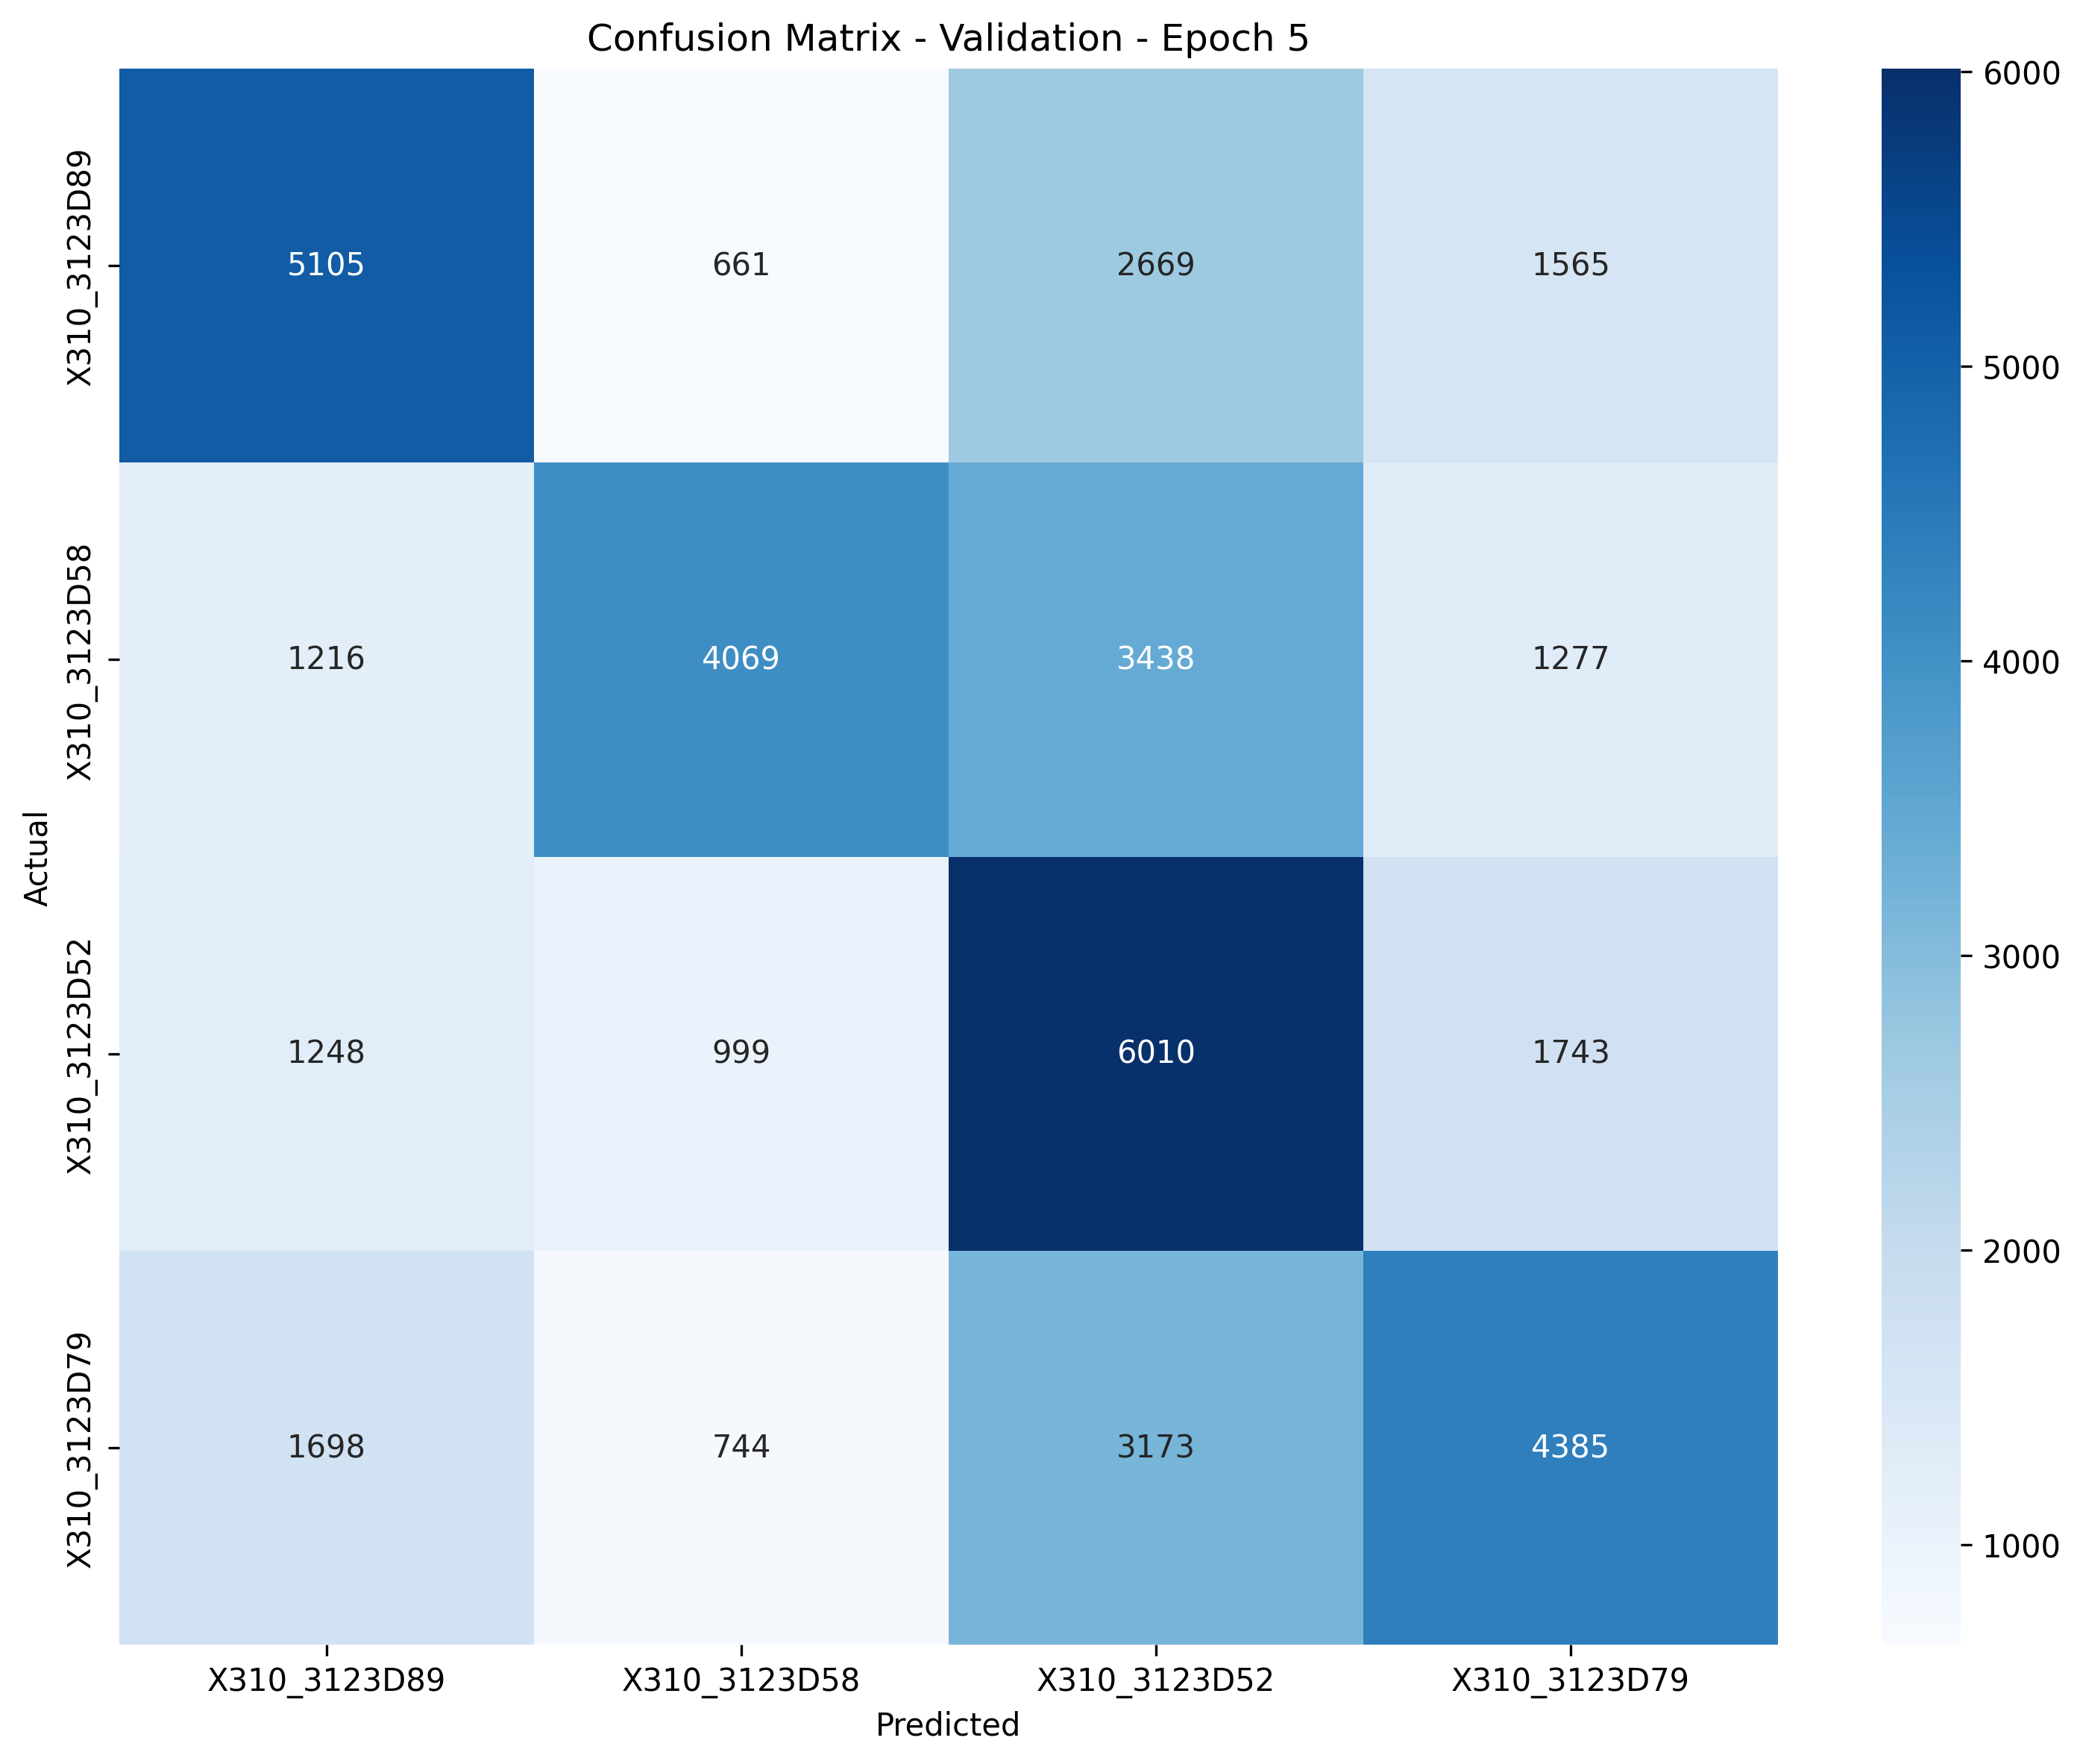 Confusion Matrix - Validation - Epoch 5
6000
X310_3123D89
5105 661 2669 1565
5000
X310_3123D58
1216 4069 3438 1277
4000
Actual
3000
X310_3123D52
1248 999 6010 1743
2000
X310_3123D79
1698 744 3173 4385
1000
X310_3123D89 X310_3123D58 X310_3123D52 X310_3123D79
Predicted